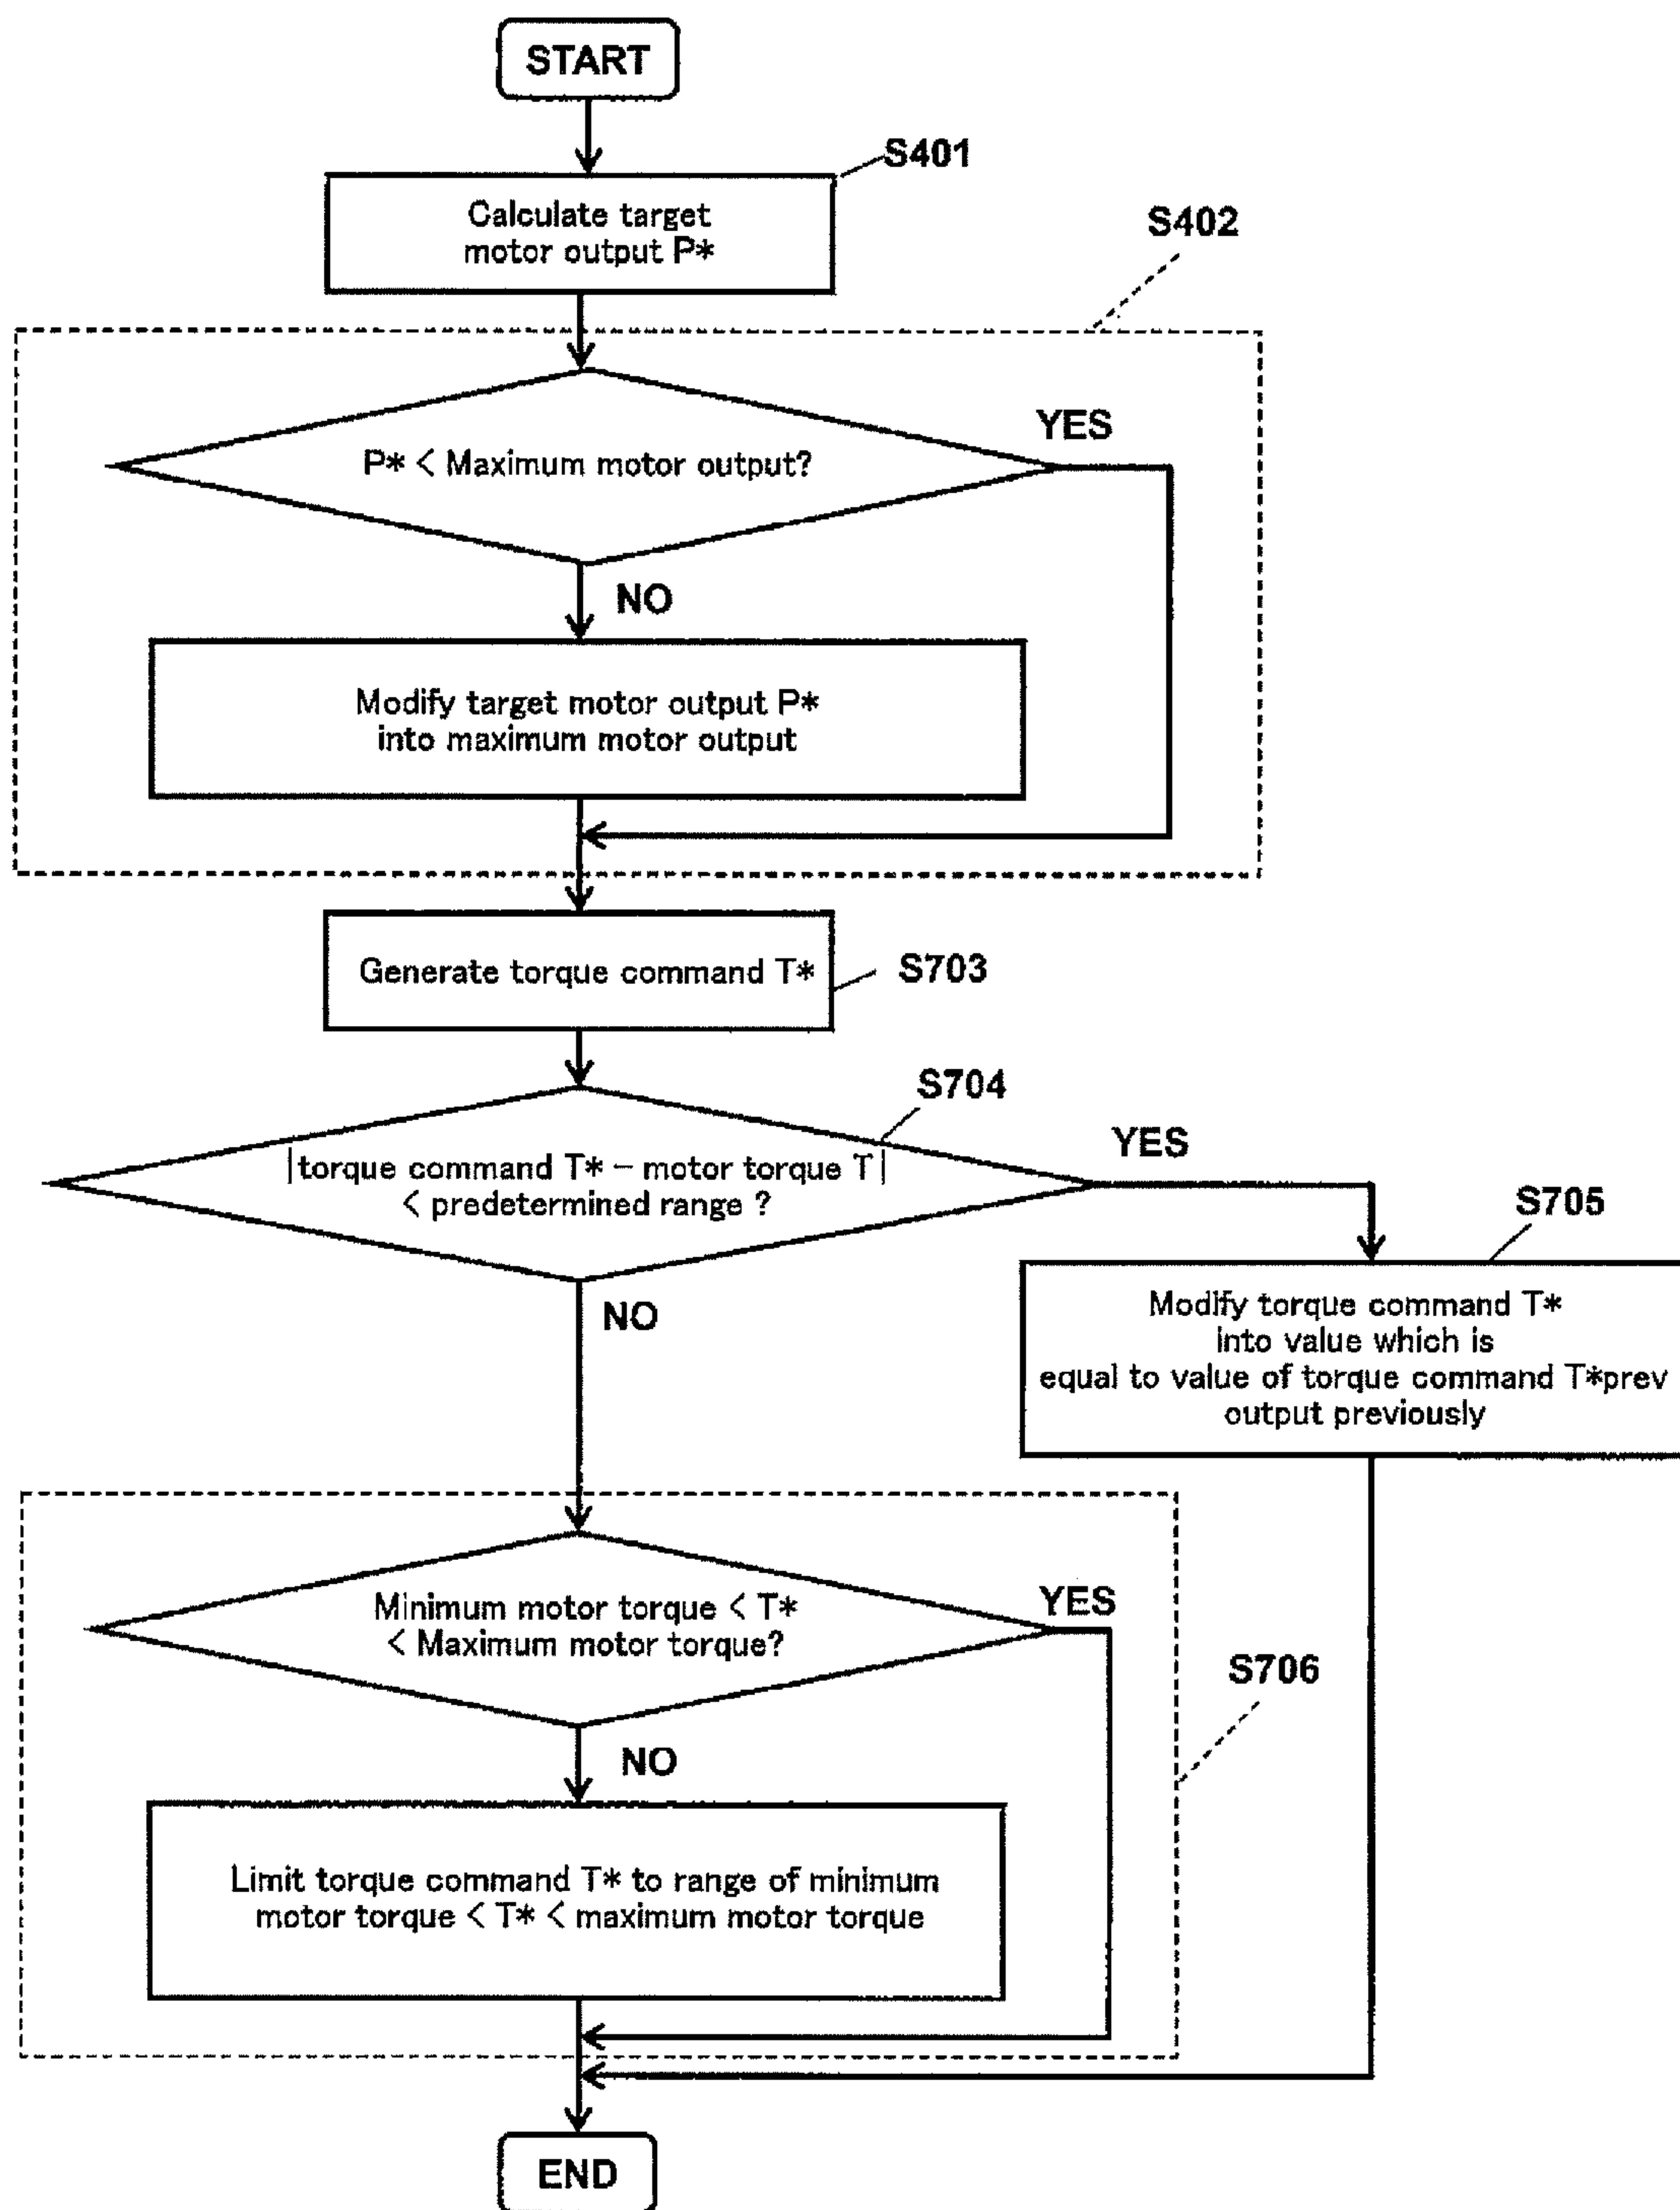 START
S401
Calculate target
motor output P*
S402
P* < Maximum motor output?
YES
NO
Modify target motor output P*
into maximum motor output
Generate torque command T*
S703
S704
|torque command T* – motor torque T|
< predetermined range ?
YES
NO
S705
Modify torque command T*
into value which is
equal to value of torque command T*prev
output previously
Minimum motor torque < T*
< Maximum motor torque?
YES
S706
NO
Limit torque command T* to range of minimum
motor torque < T* < maximum motor torque
END